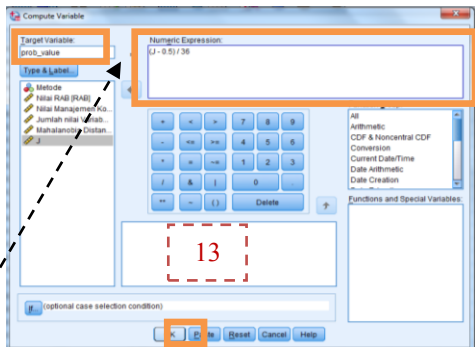 Compute Variable
Target Variable:
prob_value
Type & Label...
Metode
Nilai RAB [RAB]
Nilai Manajemen Ko...
Jumlah nilai Variab...
Mahalanobis Distan...
J
Numeric Expression:
(J - 0.5) / 36
+ < > 7 8 9
- <= >= 4 5 6
* = ~= 1 2 3
/ & | 0 .
** ~ ( ) Delete
All
Arithmetic
CDF & Noncentral CDF
Conversion
Current Date/Time
Date Arithmetic
Date Creation
Functions and Special Variables:
13
If... (optional case selection condition)
Reset Cancel Help